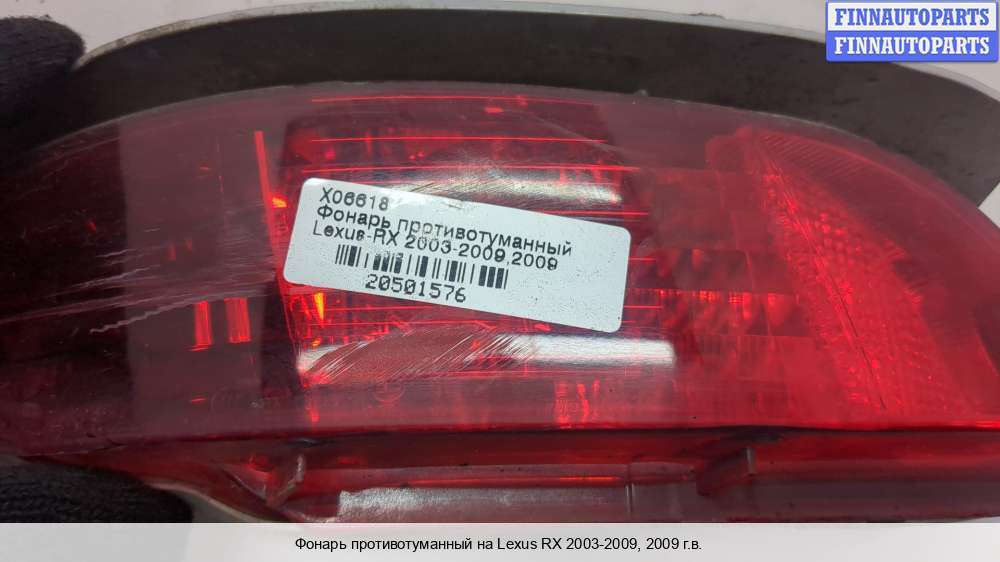 FINNAUTOPARTS
FINNAUTOPARTS
X06618
Фонарь противотуманный
Lexus RX 2003-2009,2009
20501576
Фонарь противотуманный на Lexus RX 2003-2009, 2009 г.в.